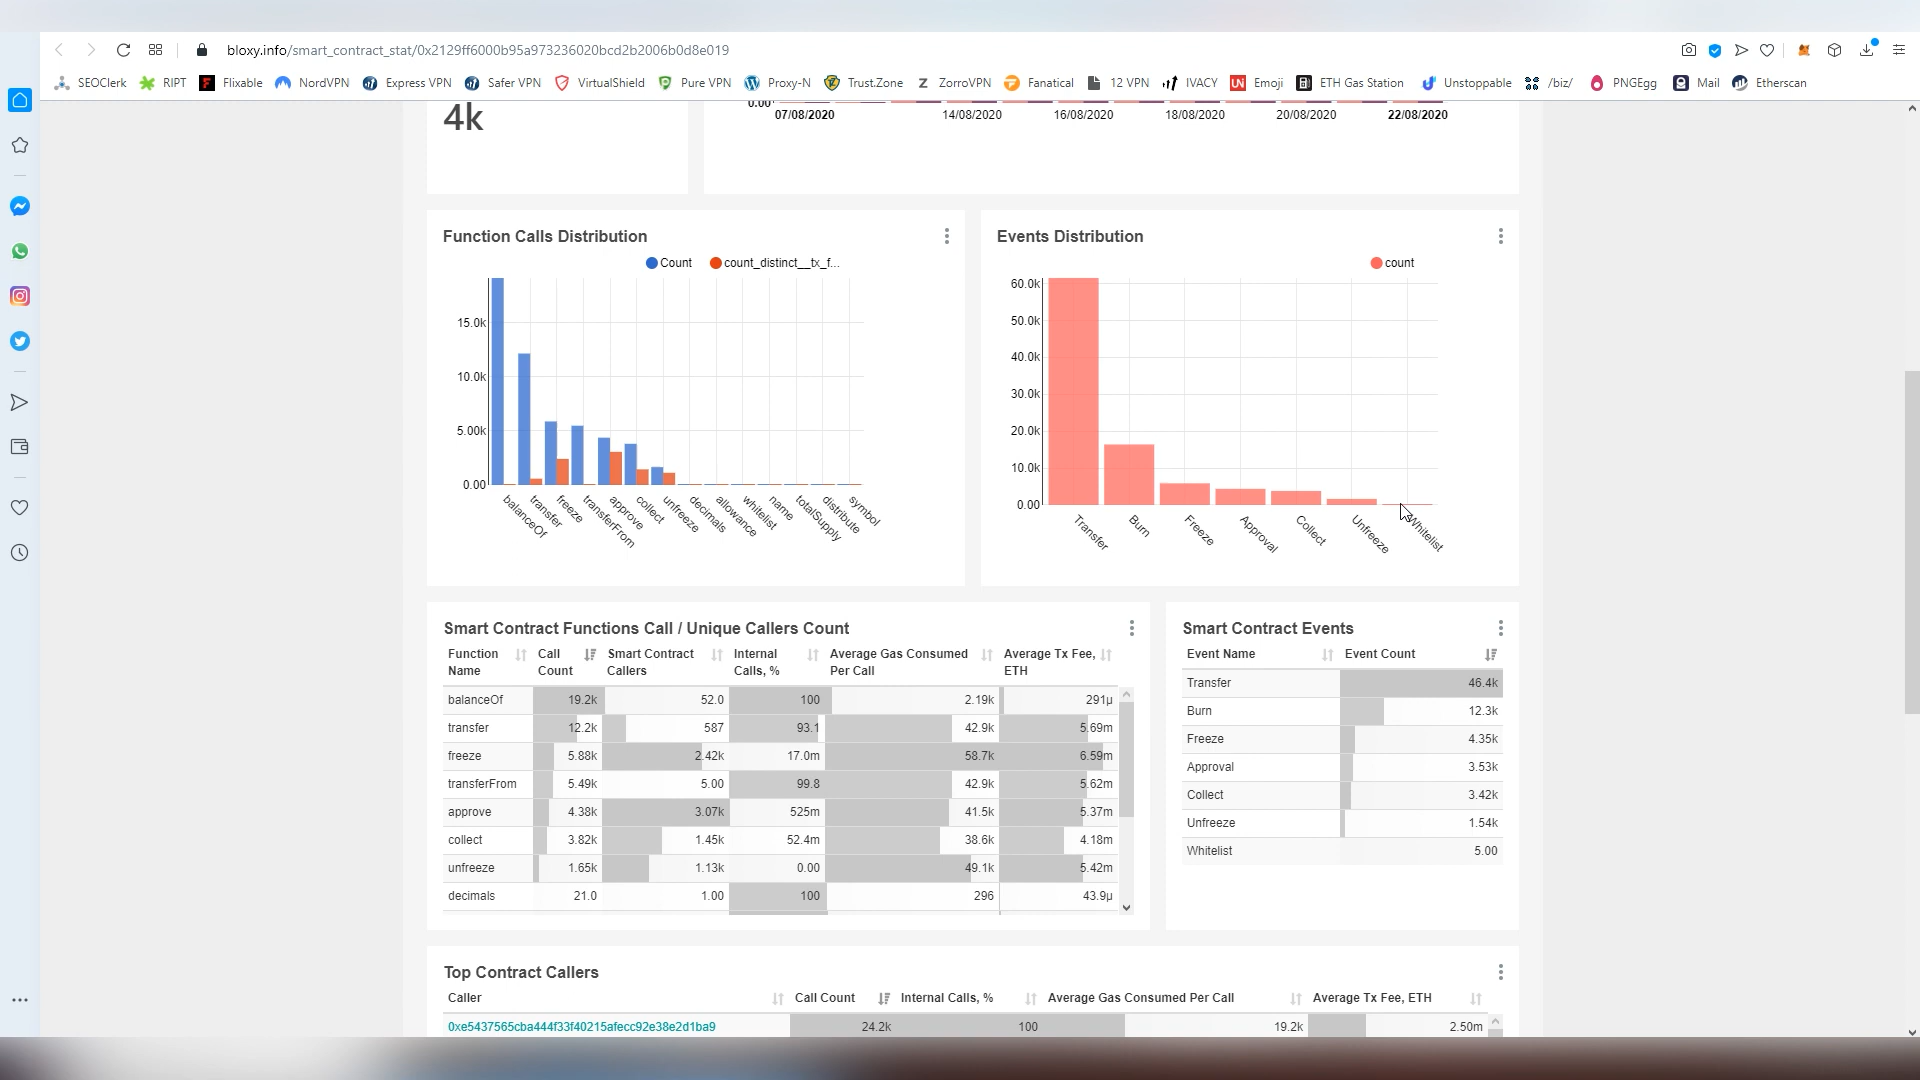 bloxy.info/smart_contract_stat/0x2129ff6000b95a973236020bcd2b2006b0d8e019
SEOClerk RIPT Flixable NordVPN Express VPN Safer VPN VirtualShield Pure VPN Proxy-N Trust.Zone ZorroVPN Fanatical 12 VPN IVACY Emoji ETH Gas Station Unstoppable /biz/ PNGEgg Mail Etherscan
4k
0.00
07/08/2020 14/08/2020 16/08/2020 18/08/2020 20/08/2020 22/08/2020
Function Calls Distribution
Count count_distinct__tx_f...
15.0k
10.0k
5.00k
0.00
balanceOf transfer freeze transferFrom approve collect unfreeze decimals allowance whitelist name totalSupply distribute symbol
Events Distribution
count
60.0k
50.0k
40.0k
30.0k
20.0k
10.0k
0.00
Transfer Burn Freeze Approval Collect Unfreeze Whitelist
Smart Contract Functions Call / Unique Callers Count
Function Name Call Count Smart Contract Callers Internal Calls, % Average Gas Consumed Per Call Average Tx Fee, ETH
balanceOf 19.2k 52.0 100 2.19k 291µ
transfer 12.2k 587 93.1 42.9k 5.69m
freeze 5.88k 2.42k 17.0m 58.7k 6.59m
transferFrom 5.49k 5.00 99.8 42.9k 5.62m
approve 4.38k 3.07k 525m 41.5k 5.37m
collect 3.82k 1.45k 52.4m 38.6k 4.18m
unfreeze 1.65k 1.13k 0.00 49.1k 5.42m
decimals 21.0 1.00 100 296 43.9µ
Smart Contract Events
Event Name Event Count
Transfer 46.4k
Burn 12.3k
Freeze 4.35k
Approval 3.53k
Collect 3.42k
Unfreeze 1.54k
Whitelist 5.00
Top Contract Callers
Caller Call Count Internal Calls, % Average Gas Consumed Per Call Average Tx Fee, ETH
0xe5437565cba444f33f40215afecc92e38e2d1ba9 24.2k 100 19.2k 2.50m